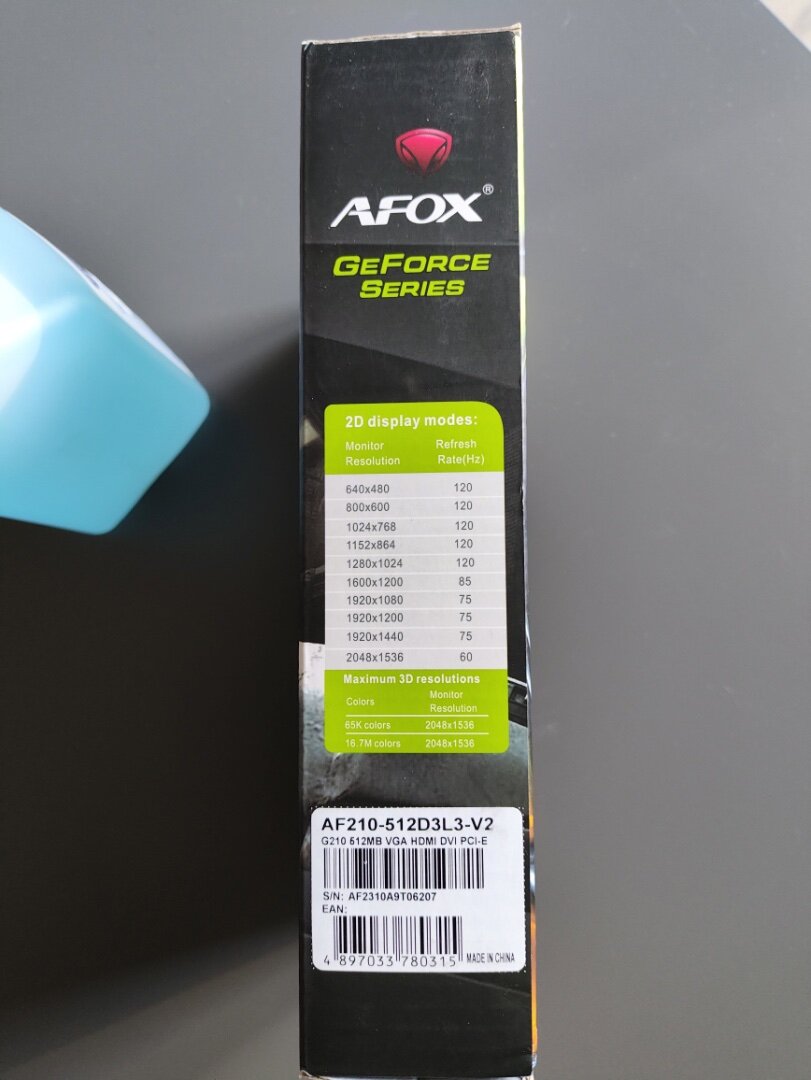 AFOX®
GEFORCE
SERIES
2D display modes:
Monitor Resolution Refresh Rate(Hz)
640x480 120
800x600 120
1024x768 120
1152x864 120
1280x1024 120
1600x1200 85
1920x1080 75
1920x1200 75
1920x1440 75
2048x1536 60
Maximum 3D resolutions
Colors Monitor Resolution
65K colors 2048x1536
16.7M colors 2048x1536
AF210-512D3L3-V2
G210 512MB VGA HDMI DVI PCI-E
S/N: AF2310A9T06207
EAN:
4 897033 780315 MADE IN CHINA